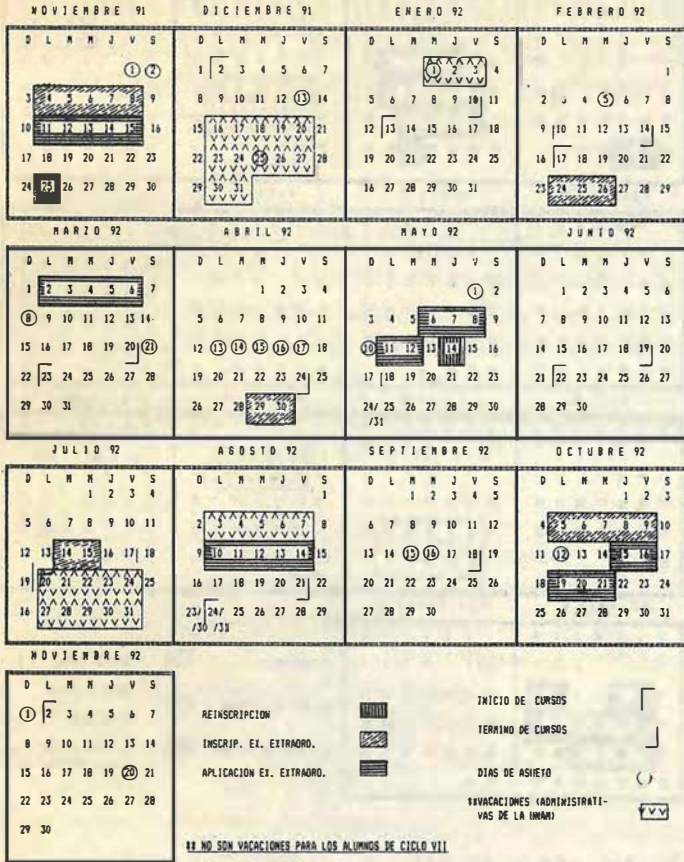 NOVIEMBRE 91
D L M M J V S
1 2
3 4 5 6 7 8 9
10 11 12 13 14 15 16
17 18 19 20 21 22 23
24 25 26 27 28 29 30
DICIEMBRE 91
D L M M J V S
1 2 3 4 5 6 7
8 9 10 11 12 13 14
15 16 17 18 19 20 21
22 23 24 25 26 27 28
29 30 31
ENERO 92
D L M M J V S
1 2 3 4
5 6 7 8 9 10 11
12 13 14 15 16 17 18
19 20 21 22 23 24 25
16 27 28 29 30 31
FEBRERO 92
D L M M J V S
1
2 3 4 5 6 7 8
9 10 11 12 13 14 15
16 17 18 19 20 21 22
23 24 25 26 27 28 29
MARZO 92
D L M M J V S
1 2 3 4 5 6 7
8 9 10 11 12 13 14
15 16 17 18 19 20 21
22 23 24 25 26 27 28
29 30 31
ABRIL 92
D L M M J V S
1 2 3 4
5 6 7 8 9 10 11
12 13 14 15 16 17 18
19 20 21 22 23 24 25
26 27 28 29 30
MAYO 92
D L M M J V S
1 2
3 4 5 6 7 8 9
10 11 12 13 14 15 16
17 18 19 20 21 22 23
24/ 25 26 27 28 29 30
/31
JUNIO 92
D L M M J V S
1 2 3 4 5 6
7 8 9 10 11 12 13
14 15 16 17 18 19 20
21 22 23 24 25 26 27
28 29 30
JULIO 92
D L M M J V S
1 2 3 4
5 6 7 8 9 10 11
12 13 14 15 16 17 18
19 20 21 22 23 24 25
16 27 28 29 30 31
AGOSTO 92
D L M M J V S
1
2 3 4 5 6 7 8
9 10 11 12 13 14 15
16 17 18 19 20 21 22
23/ 24/ 25 26 27 28 29
/30 /31
SEPTIEMBRE 92
D L M M J V S
1 2 3 4 5
6 7 8 9 10 11 12
13 14 15 16 17 18 19
20 21 22 23 24 25 26
27 28 29 30
OCTUBRE 92
D L M M J V S
1 2 3
4 5 6 7 8 9 10
11 12 13 14 15 16 17
18 19 20 21 22 23 24
25 26 27 28 29 30 31
NOVIEMBRE 92
D L M M J V S
1 2 3 4 5 6 7
8 9 10 11 12 13 14
15 16 17 18 19 20 21
22 23 24 25 26 27 28
29 30
REINSCRIPCION
INSCRIP. EX. EXTRAORD.
APLICACION EX. EXTRAORD.
INICIO DE CURSOS
TERMINO DE CURSOS
DIAS DE ASUETO
**VACACIONES (ADMINISTRATI-
VAS DE LA UNAM)
** NO SON VACACIONES PARA LOS ALUMNOS DE CICLO VII